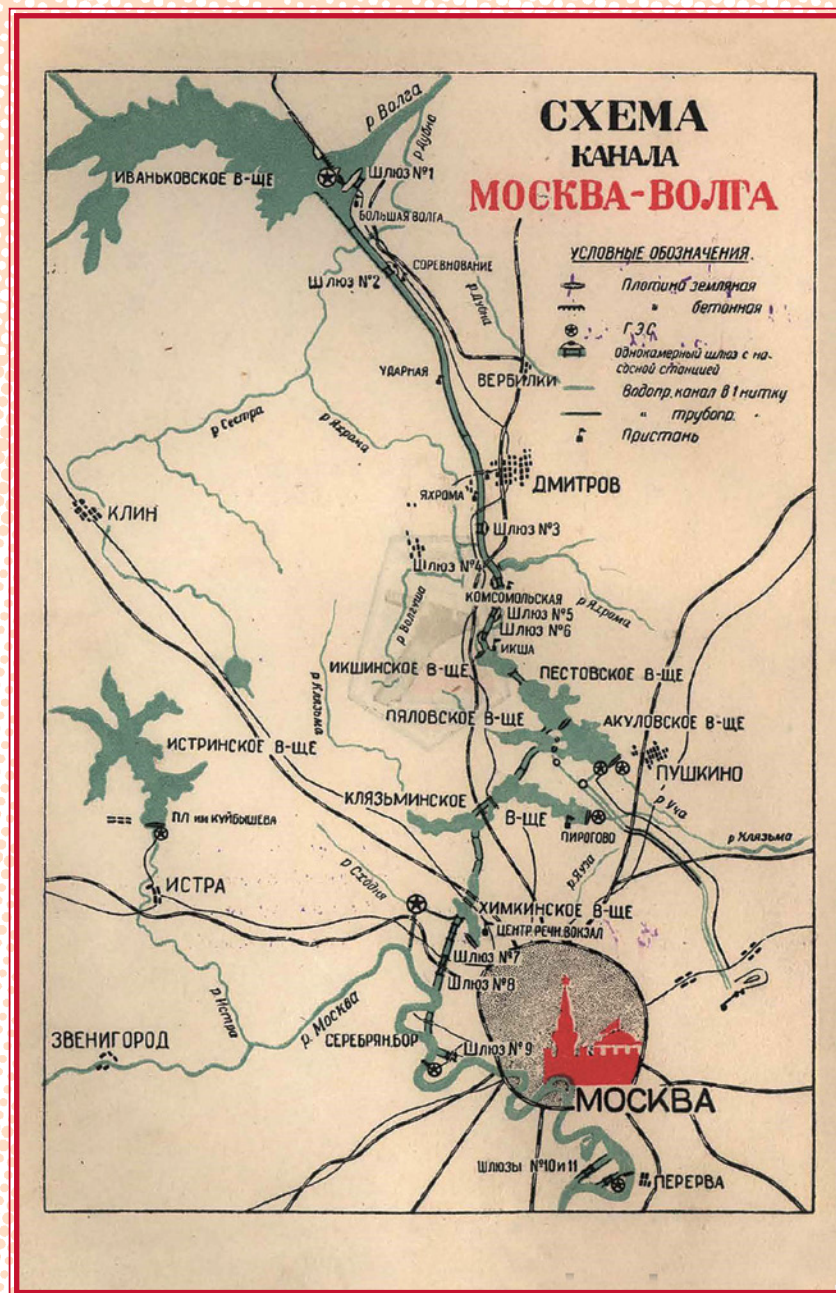 СХЕМА
КАНАЛА
МОСКВА-ВОЛГА
УСЛОВНЫЕ ОБОЗНАЧЕНИЯ.
Плотина земляная
" бетонная
Г.Э.С.
Однокамерный шлюз с на-
сосной станцией
Водопр. канал в 1 нитку
" трубопр. "
Пристань
р Волга
р Дубна
ИВАНЬКОВСКОЕ В-ЩЕ
Шлюз №1
БОЛЬШАЯ ВОЛГА
СОРЕВНОВАНИЕ
Шлюз №2
р. Дубна
УДАРНАЯ
ВЕРБИЛКИ
р Сестра
р Яхрома
КЛИН
ЯХРОМА
ДМИТРОВ
Шлюз №3
Шлюз №4
КОМСОМОЛЬСКАЯ
р Яхрома
Шлюз №5
Шлюз №6
р Волгуша
ИКША
ИКШИНСКОЕ В-ЩЕ
ПЕСТОВСКОЕ В-ЩЕ
р Клязьма
ПЯЛОВСКОЕ В-ЩЕ
АКУЛОВСКОЕ В-ЩЕ
ИСТРИНСКОЕ В-ЩЕ
ПУШКИНО
КЛЯЗЬМИНСКОЕ
В-ЩЕ
р Уча
ПЛ им КУЙБЫШЕВА
ПИРОГОВО
р Клязьма
р Яуза
р Сходня
ИСТРА
ХИМКИНСКОЕ В-ЩЕ
ЦЕНТР. РЕЧН. ВОКЗАЛ
Шлюз №7
Шлюз №8
р Истра
р. Москва
СЕРЕБРЯН.БОР
ЗВЕНИГОРОД
Шлюз №9
МОСКВА
Шлюзы №10 и 11
ПЕРЕРВА